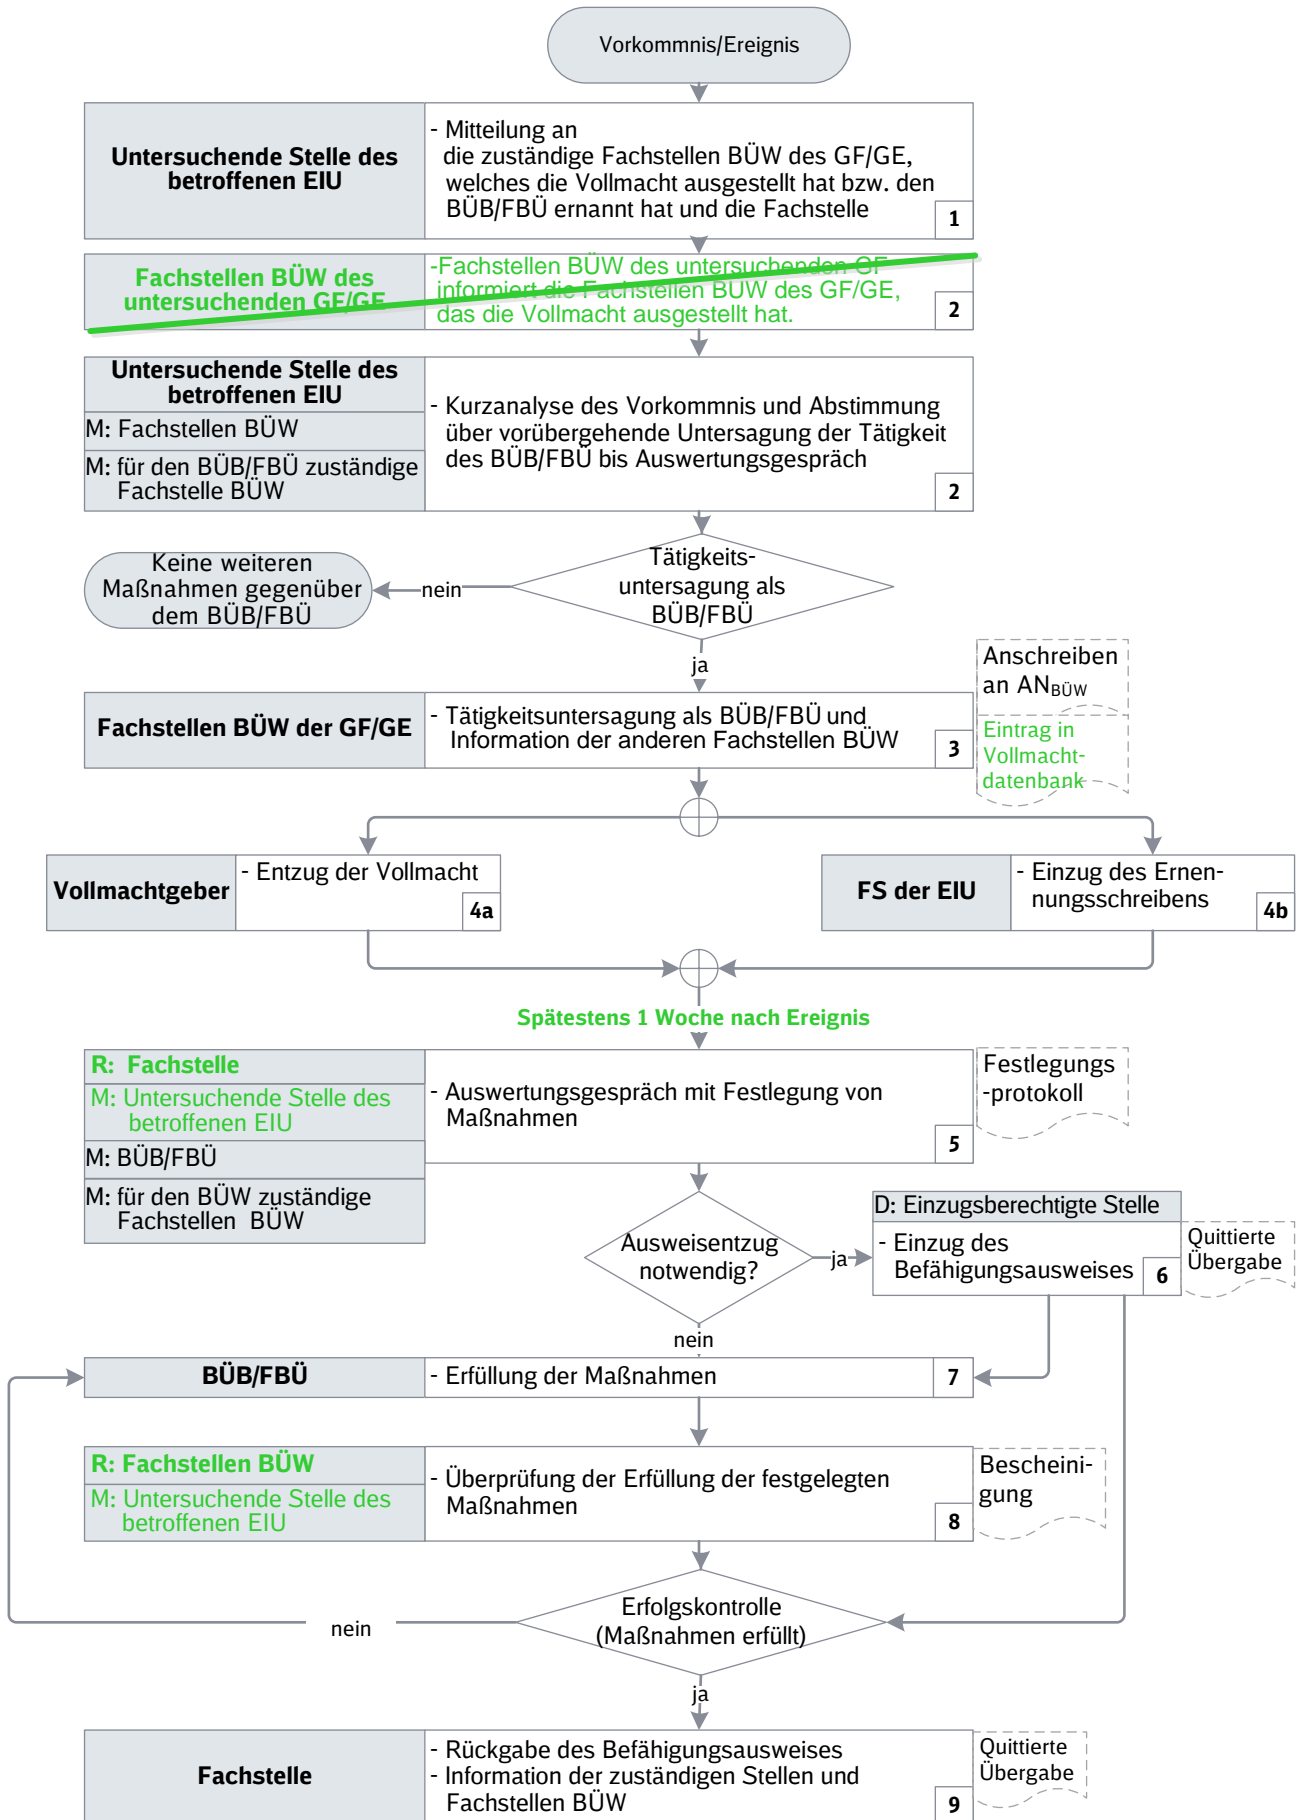 Vorkommnis/Ereignis
Untersuchende Stelle des
betroffenen EIU
- Mitteilung an
die zuständige Fachstellen BÜW des GF/GE,
welches die Vollmacht ausgestellt hat bzw. den
BÜB/FBÜ ernannt hat und die Fachstelle
1
Fachstellen BÜW des
untersuchenden GF/GE
-Fachstellen BÜW des untersuchenden GF
informiert die Fachstellen BÜW des GF/GE,
das die Vollmacht ausgestellt hat.
2
Untersuchende Stelle des
betroffenen EIU
M: Fachstellen BÜW
M: für den BÜB/FBÜ zuständige
Fachstelle BÜW
- Kurzanalyse des Vorkommnis und Abstimmung
über vorübergehende Untersagung der Tätigkeit
des BÜB/FBÜ bis Auswertungsgespräch
2
Tätigkeits-
untersagung als
BÜB/FBÜ
nein
Keine weiteren
Maßnahmen gegenüber
dem BÜB/FBÜ
ja
Fachstellen BÜW der GF/GE
- Tätigkeitsuntersagung als BÜB/FBÜ und
Information der anderen Fachstellen BÜW
3
Anschreiben
an ANBÜW
Eintrag in
Vollmacht-
datenbank
Vollmachtgeber
- Entzug der Vollmacht
4a
FS der EIU
- Einzug des Ernen-
nungsschreibens
4b
Spätestens 1 Woche nach Ereignis
R: Fachstelle
M: Untersuchende Stelle des
betroffenen EIU
M: BÜB/FBÜ
M: für den BÜW zuständige
Fachstellen BÜW
- Auswertungsgespräch mit Festlegung von
Maßnahmen
5
Festlegungs
-protokoll
Ausweisentzug
notwendig?
ja
D: Einzugsberechtigte Stelle
- Einzug des
Befähigungsausweises
6
Quittierte
Übergabe
nein
BÜB/FBÜ
- Erfüllung der Maßnahmen
7
R: Fachstellen BÜW
M: Untersuchende Stelle des
betroffenen EIU
- Überprüfung der Erfüllung der festgelegten
Maßnahmen
8
Bescheini-
gung
Erfolgskontrolle
(Maßnahmen erfüllt)
nein
ja
Fachstelle
- Rückgabe des Befähigungsausweises
- Information der zuständigen Stellen und
Fachstellen BÜW
9
Quittierte
Übergabe